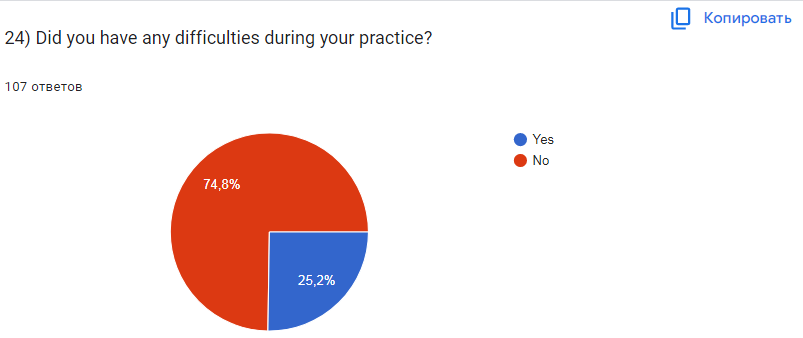 Копировать
24) Did you have any difficulties during your practice?
107 ответов
Yes
No
74,8%
25,2%